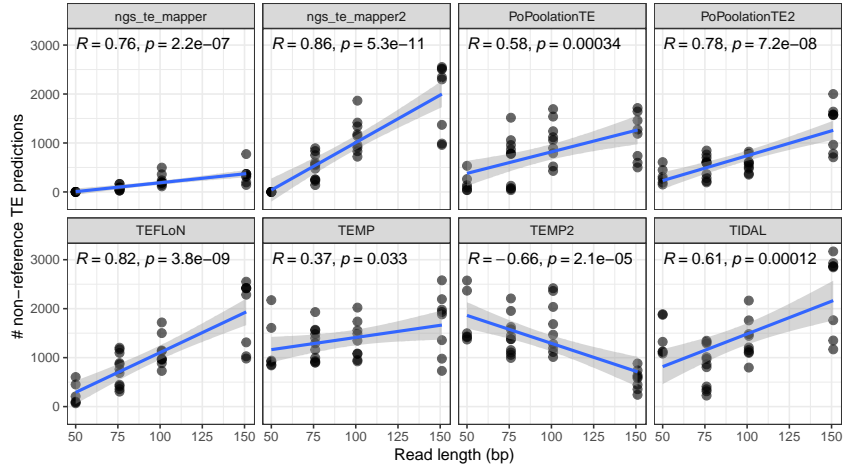 ngs_te_mapper ngs_te_mapper2 PoPoolationTE PoPoolationTE2
R = 0.76, p = 2.2e−07 R = 0.86, p = 5.3e−11 R = 0.58, p = 0.00034 R = 0.78, p = 7.2e−08
3000
2000
1000
0
# non−reference TE predictions
TEFLoN TEMP TEMP2 TIDAL
R = 0.82, p = 3.8e−09 R = 0.37, p = 0.033 R = −0.66, p = 2.1e−05 R = 0.61, p = 0.00012
3000
2000
1000
0
50 75 100 125 150 50 75 100 125 150 50 75 100 125 150 50 75 100 125 150
Read length (bp)